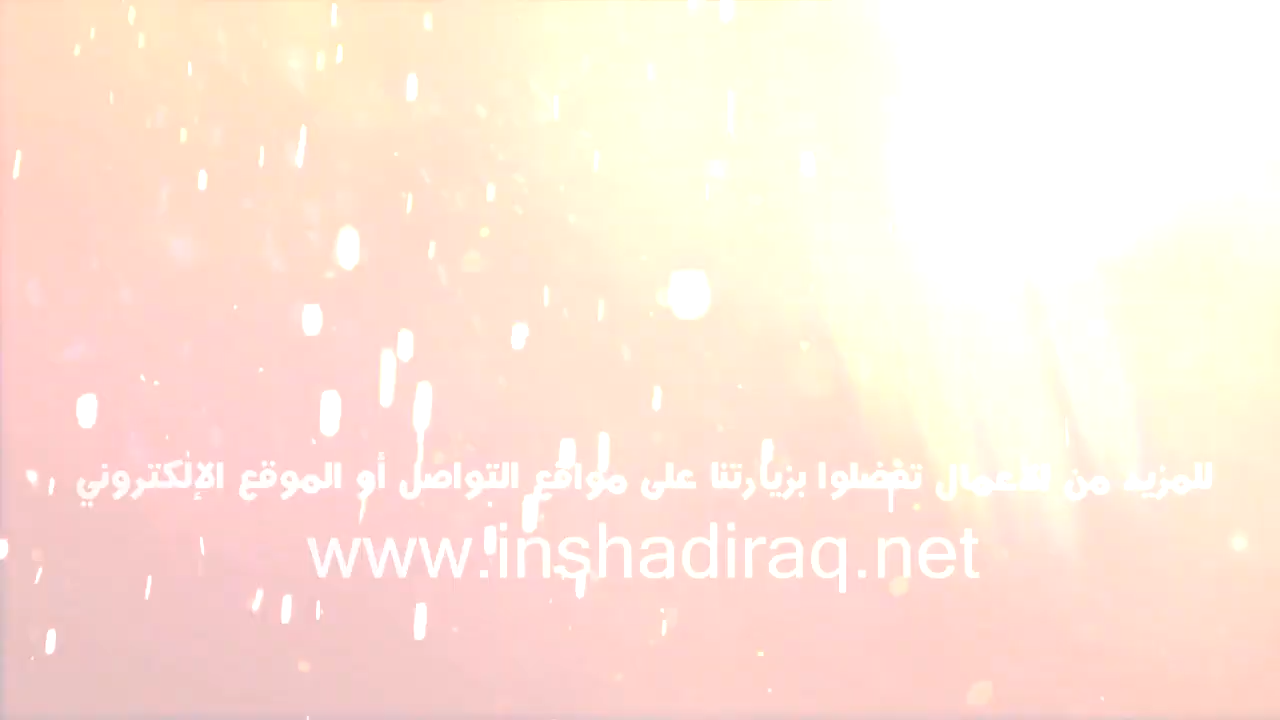 للمزيد من الأعمال تفضلوا بزيارتنا على مواقع التواصل أو الموقع الإلكتروني
www.inshadiraq.net